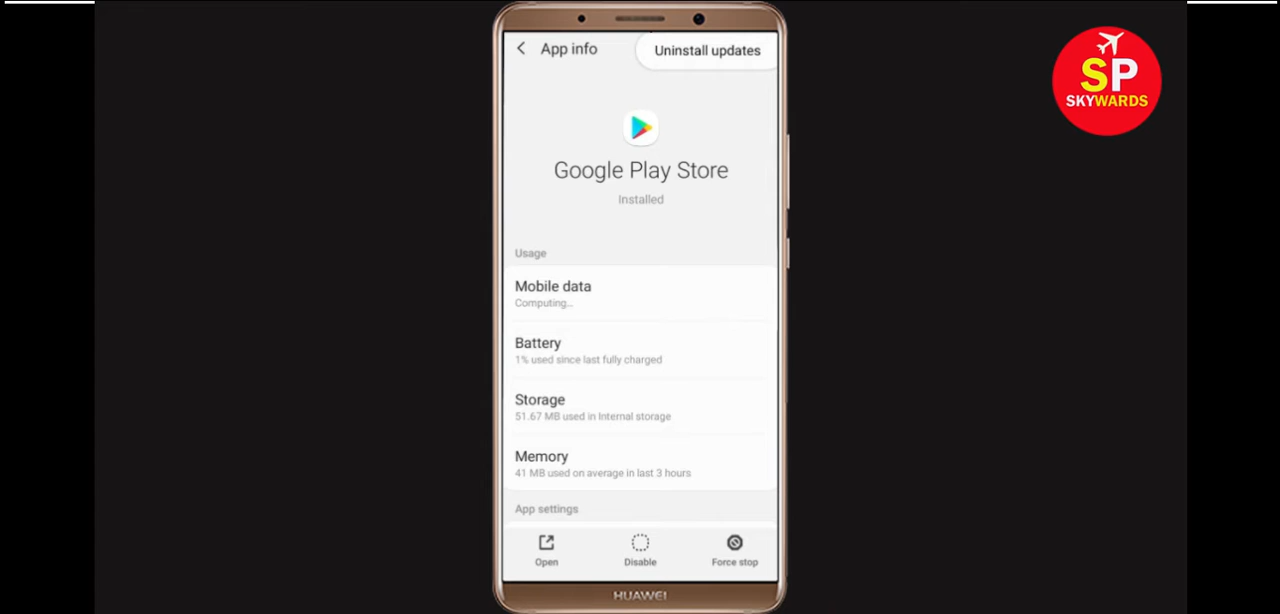 App info
Uninstall updates
SP
SKYWARDS
Google Play Store
Installed
Usage
Mobile data
Computing...
Battery
1% used since last fully charged
Storage
51.67 MB used in Internal storage
Memory
41 MB used on average in last 3 hours
App settings
Open
Disable
Force stop
HUAWEI